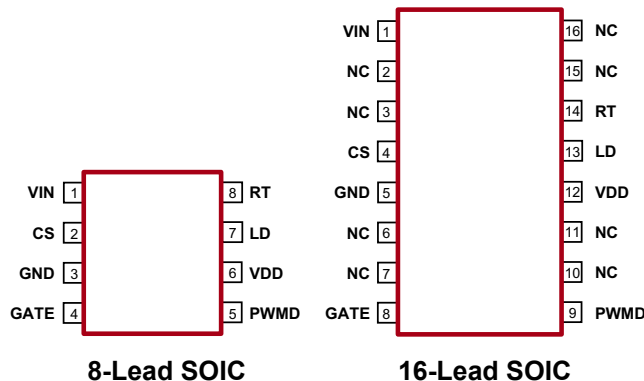 VIN 1
CS 2
GND 3
GATE 4
8 RT
7 LD
6 VDD
5 PWMD
8-Lead SOIC
VIN 1
NC 2
NC 3
CS 4
GND 5
NC 6
NC 7
GATE 8
16 NC
15 NC
14 RT
13 LD
12 VDD
11 NC
10 NC
9 PWMD
16-Lead SOIC